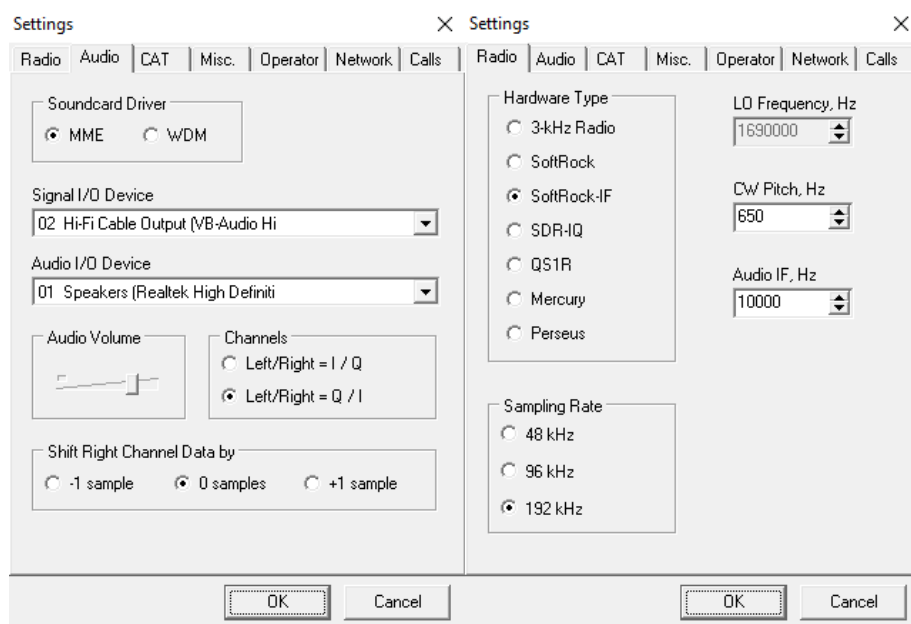 Settings
Radio Audio CAT Misc. Operator Network Calls
Soundcard Driver
MME WDM
Signal I/O Device
02 Hi-Fi Cable Output (VB-Audio Hi
Audio I/O Device
01 Speakers (Realtek High Definiti
Audio Volume
Channels
Left/Right = I / Q
Left/Right = Q / I
Shift Right Channel Data by
-1 sample 0 samples +1 sample
OK Cancel
Settings
Radio Audio CAT Misc. Operator Network Calls
Hardware Type
3-kHz Radio
SoftRock
SoftRock-IF
SDR-IQ
QS1R
Mercury
Perseus
Sampling Rate
48 kHz
96 kHz
192 kHz
LO Frequency, Hz
1690000
CW Pitch, Hz
650
Audio IF, Hz
10000
OK Cancel